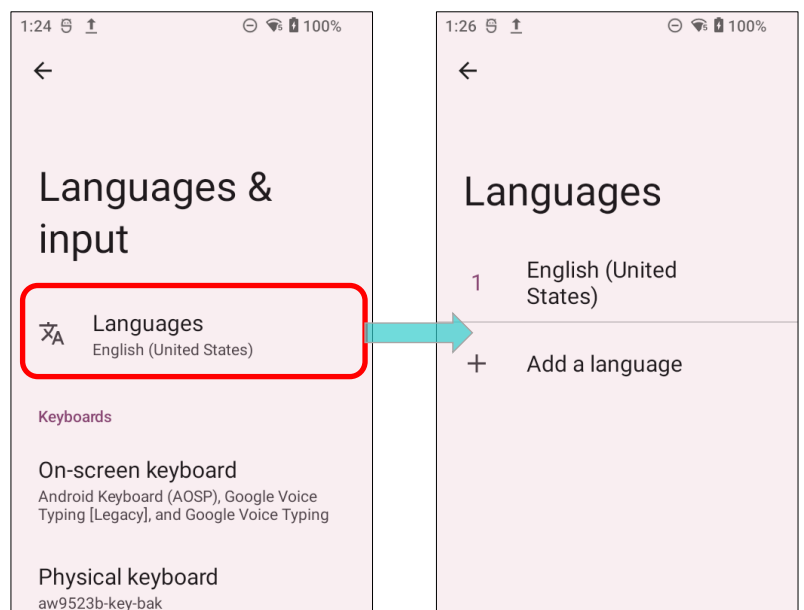 1:24
100%
Languages &
input
Languages
English (United States)
Keyboards
On-screen keyboard
Android Keyboard (AOSP), Google Voice
Typing [Legacy], and Google Voice Typing
Physical keyboard
aw9523b-key-bak
1:26
100%
Languages
1
English (United
States)
+
Add a language